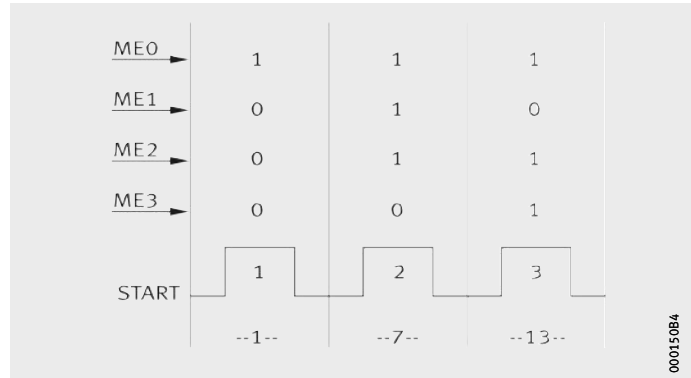 ME0 1 1 1
ME1 0 1 0
ME2 0 1 1
ME3 0 0 1
START 1 2 3
--1-- --7-- --13--
000150B4